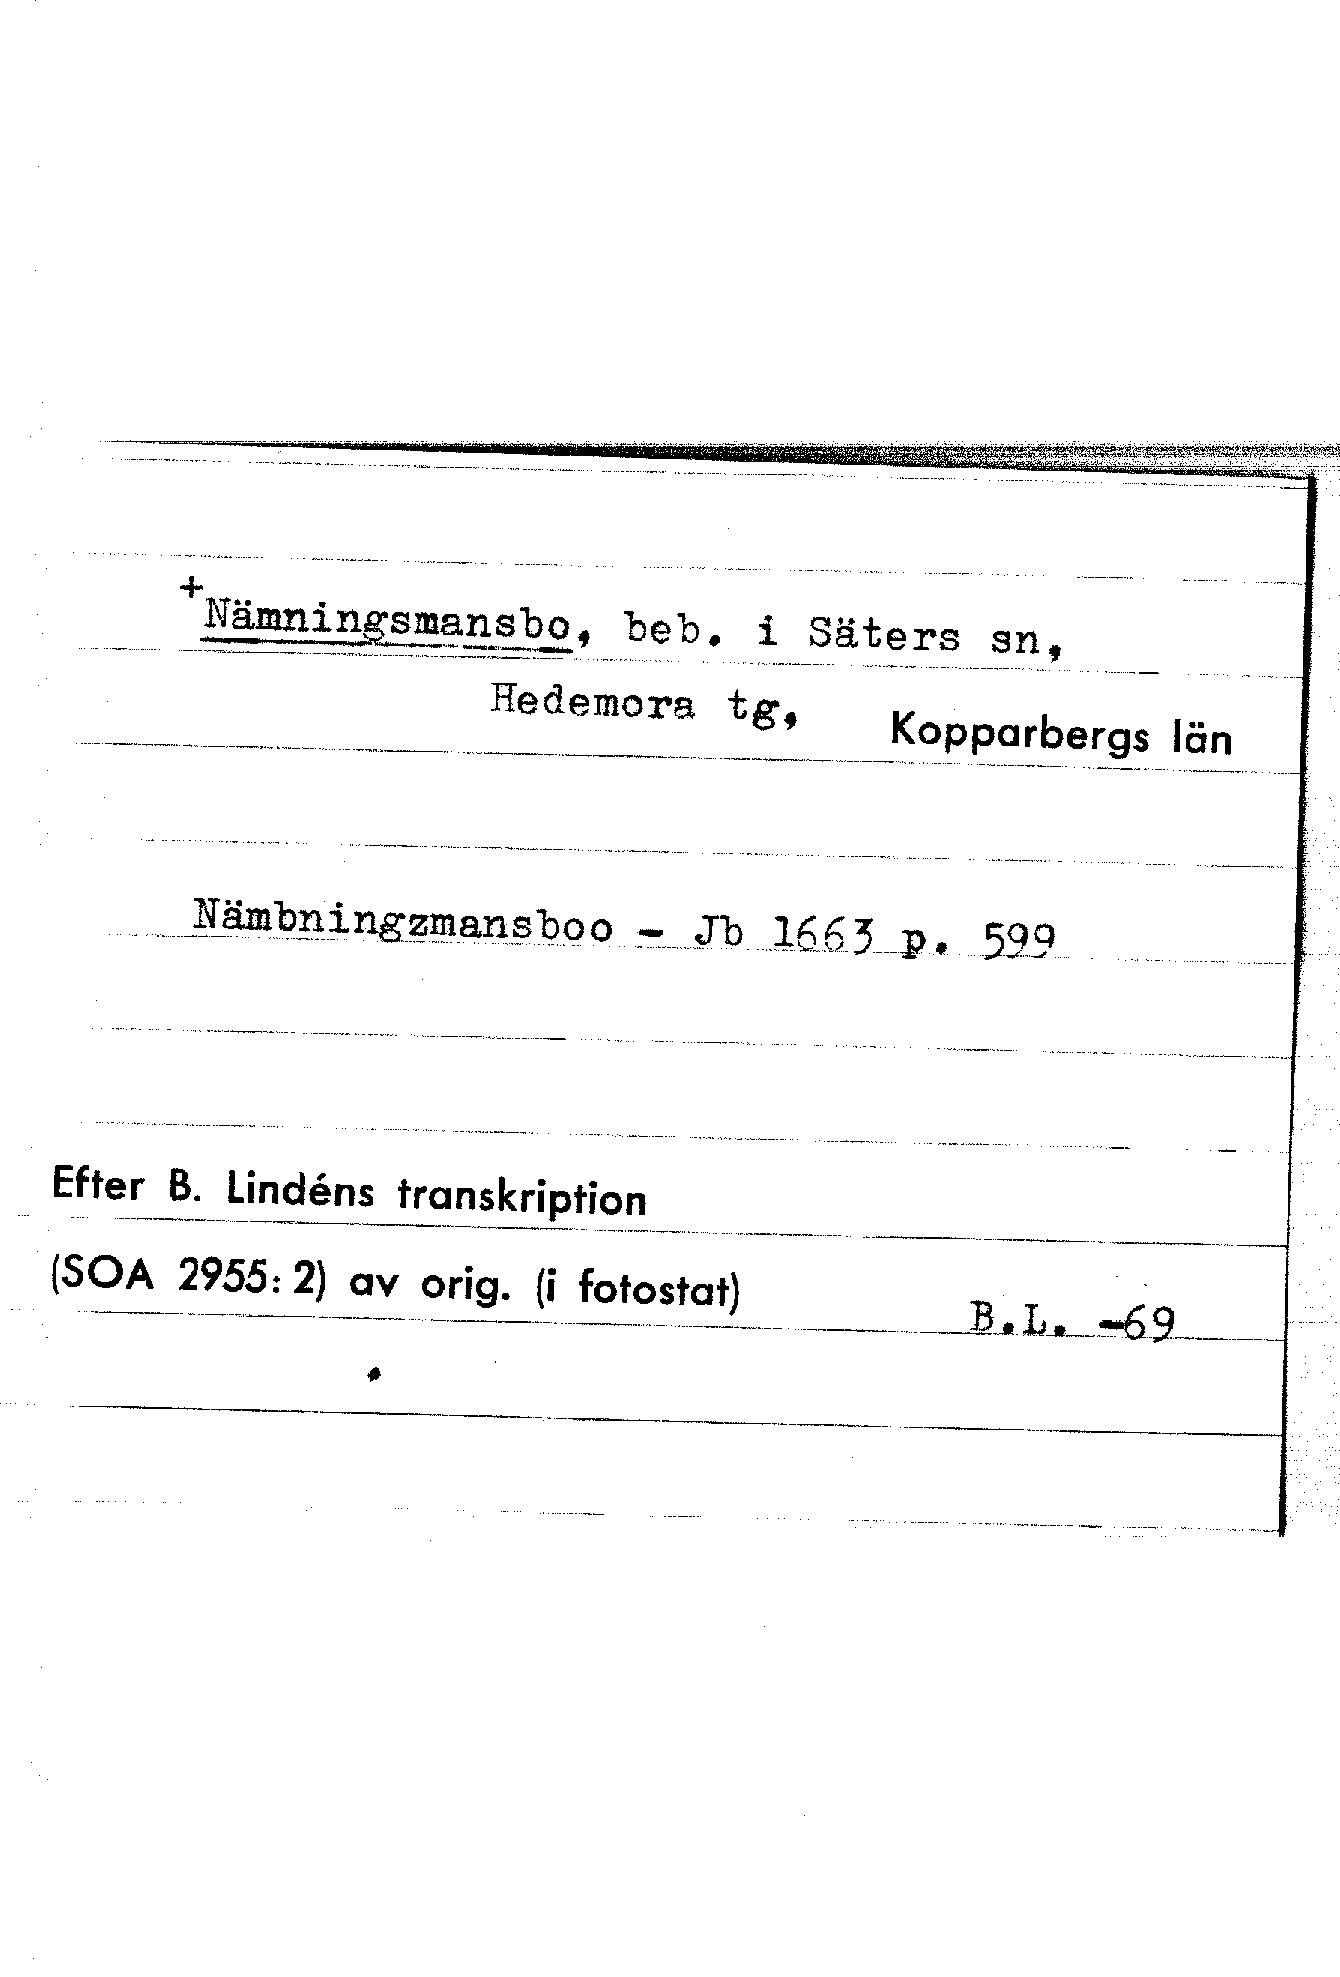 +Nämningsmansbo, beb. i Säters sn,
Hedemora tg, Kopparbergs län
Nämbningzmansboo - Jb 1663 p. 599
Efter B. Lindéns transkription
(SOA 2955:2) av orig. (i fotostat)
B.L. -69